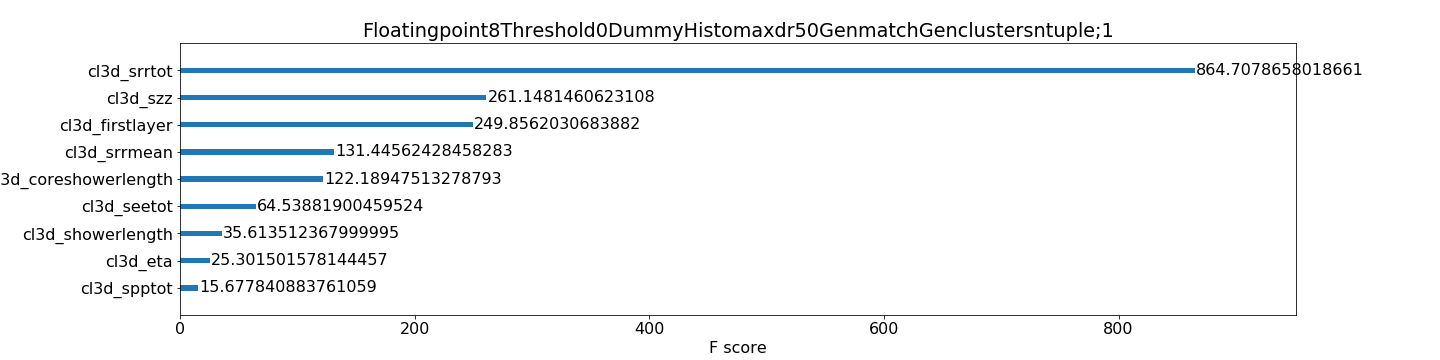 Floatingpoint8Threshold0DummyHistomaxdr50GenmatchGenclustersntuple;1
cl3d_srrtot 864.7078658018661
cl3d_szz 261.1481460623108
cl3d_firstlayer 249.8562030683882
cl3d_srrmean 131.44562428458283
3d_coreshowerlength 122.18947513278793
cl3d_seetot 64.53881900459524
cl3d_showerlength 35.613512367999995
cl3d_eta 25.301501578144457
cl3d_spptot 15.677840883761059
0 200 400 600 800
F score